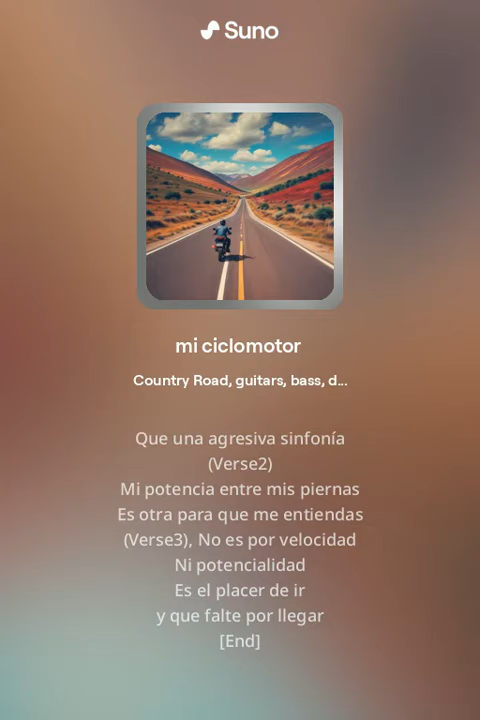 Suno
mi ciclomotor
Country Road, guitars, bass, d...
Que una agresiva sinfonía
(Verse2)
Mi potencia entre mis piernas
Es otra para que me entiendas
(Verse3), No es por velocidad
Ni potencialidad
Es el placer de ir
y que falte por llegar
[End]